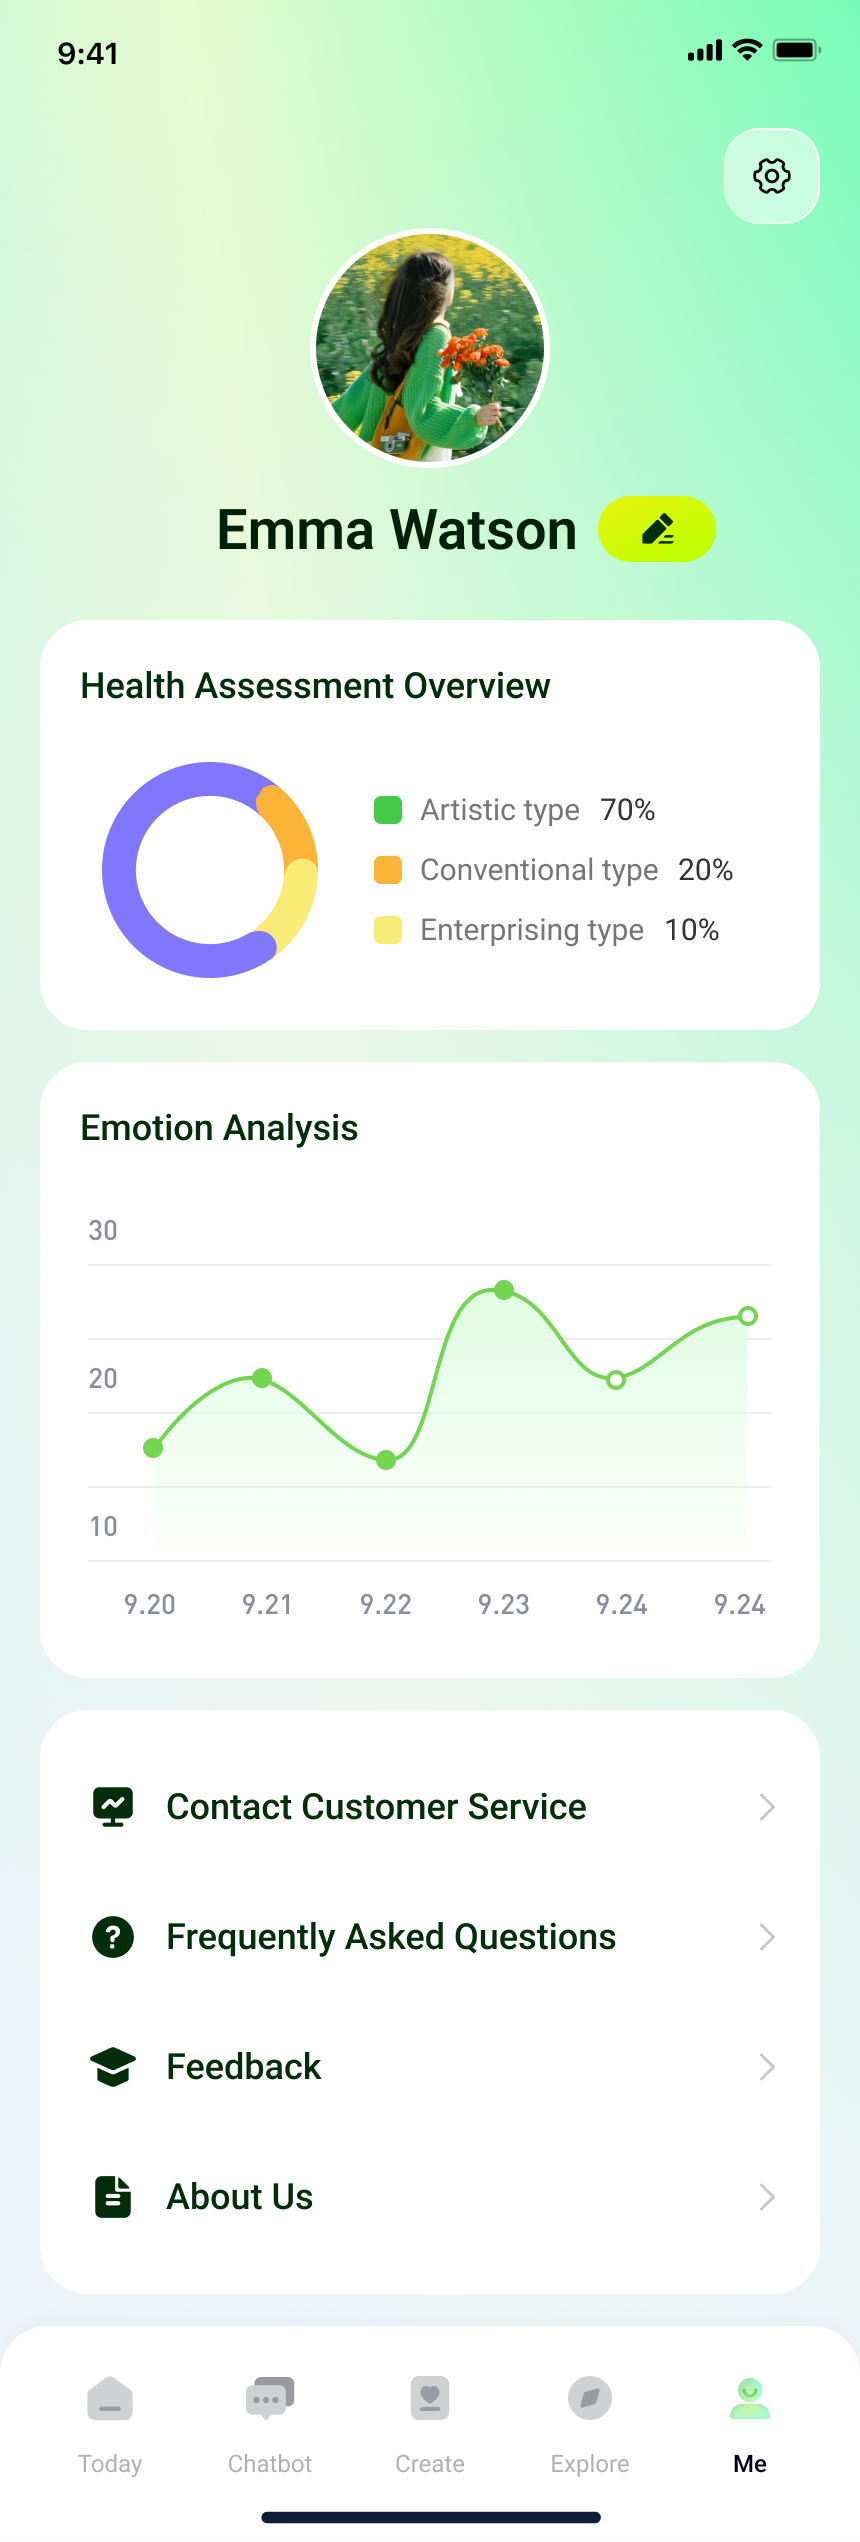 9:41
Emma Watson
Health Assessment Overview
Artistic type 70%
Conventional type 20%
Enterprising type 10%
Emotion Analysis
30
20
10
9.20 9.21 9.22 9.23 9.24 9.24
Contact Customer Service
Frequently Asked Questions
Feedback
About Us
Today Chatbot Create Explore Me